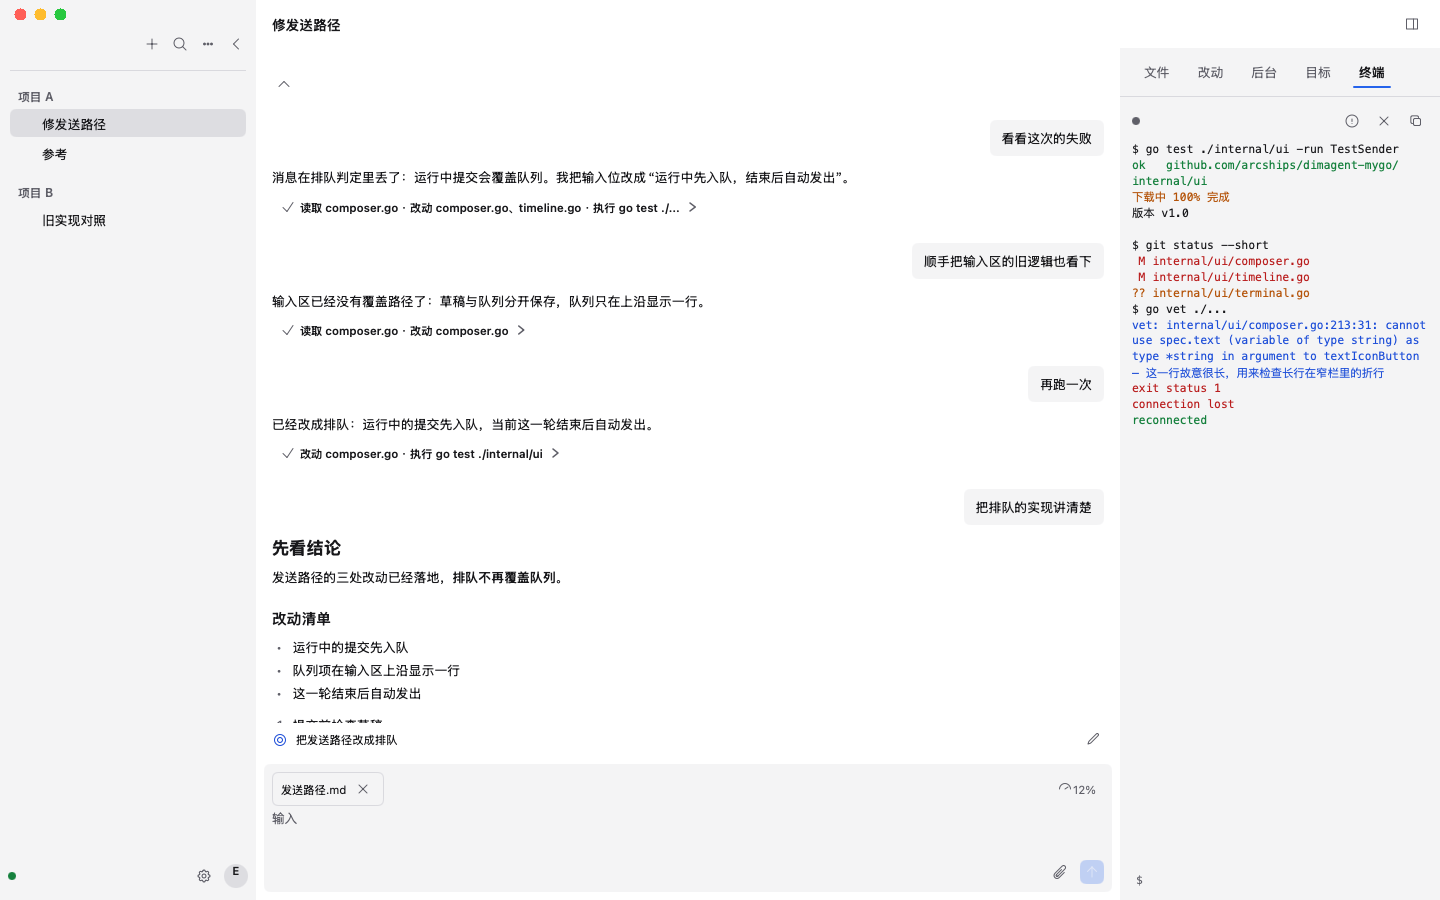 修发送路径
项目 A
修发送路径
参考
项目 B
旧实现对照
E
看看这次的失败
消息在排队判定里丢了：运行中提交会覆盖队列。我把输入位改成“运行中先入队，结束后自动发出”。
读取 composer.go · 改动 composer.go、timeline.go · 执行 go test ./...
顺手把输入区的旧逻辑也看下
输入区已经没有覆盖路径了：草稿与队列分开保存，队列只在上沿显示一行。
读取 composer.go · 改动 composer.go
再跑一次
已经改成排队：运行中的提交先入队，当前这一轮结束后自动发出。
改动 composer.go · 执行 go test ./internal/ui
把排队的实现讲清楚
先看结论
发送路径的三处改动已经落地，排队不再覆盖队列。
改动清单
• 运行中的提交先入队
• 队列项在输入区上沿显示一行
• 这一轮结束后自动发出
把发送路径改成排队
发送路径.md
12%
输入
文件 改动 后台 目标 终端
$ go test ./internal/ui -run TestSender
ok github.com/arcships/dimagent-mygo/
internal/ui
下载中 100% 完成
版本 v1.0
$ git status --short
M internal/ui/composer.go
M internal/ui/timeline.go
?? internal/ui/terminal.go
$ go vet ./...
vet: internal/ui/composer.go:213:31: cannot
use spec.text (variable of type string) as
type *string in argument to textIconButton
— 这一行故意很长，用来检查长行在窄栏里的折行
exit status 1
connection lost
reconnected
$